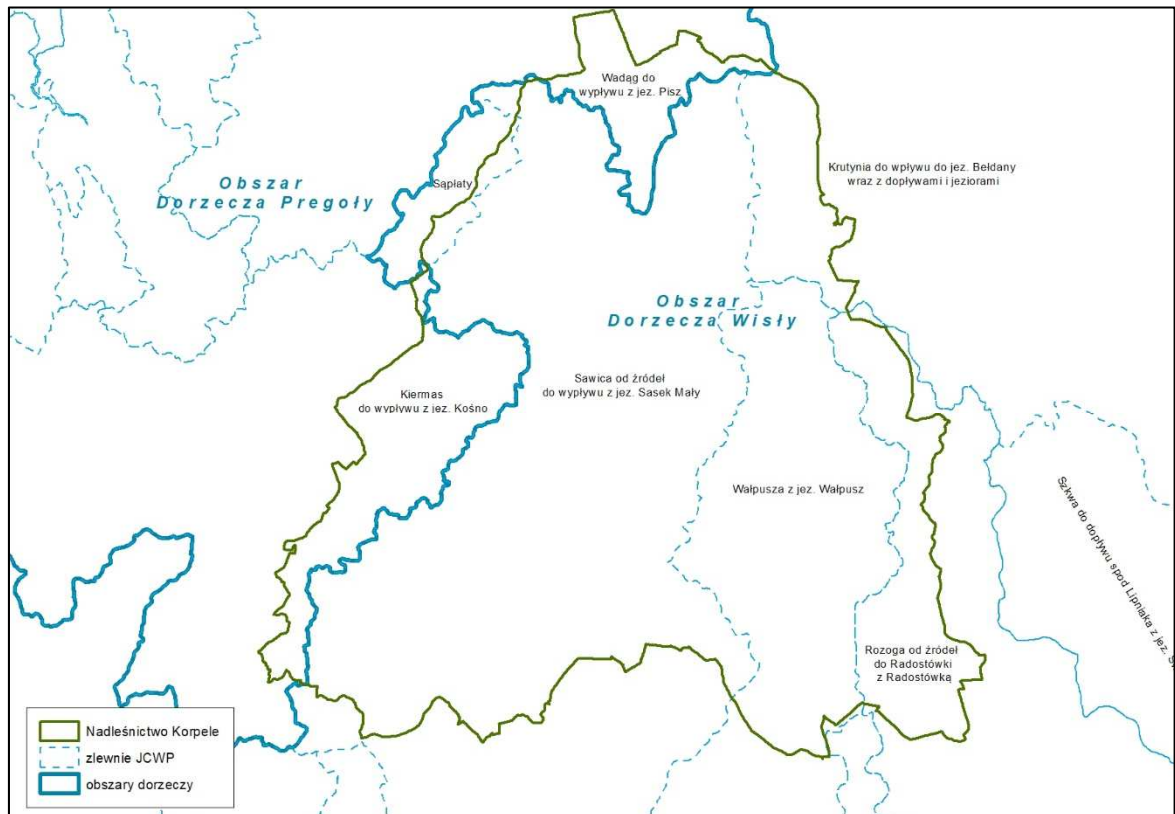 Wadąg do
wypływu z jez. Pisz
Krutynia do wpływu do jez. Bełdany
wraz z dopływami i jeziorami
Obszar
Dorzecza Pregoły
Sąpłaty
Obszar
Dorzecza Wisły
Kiermas
do wypływu z jez. Kośno
Sawica od źródeł
do wypływu z jez. Sasek Mały
Wałpusza z jez. Wałpusz
Szkwa do dopływu spod Lipniaka z jez.
Rozoga od źródeł
do Radostówki
z Radostówką
Nadleśnictwo Korpele
zlewnie JCWP
obszary dorzeczy